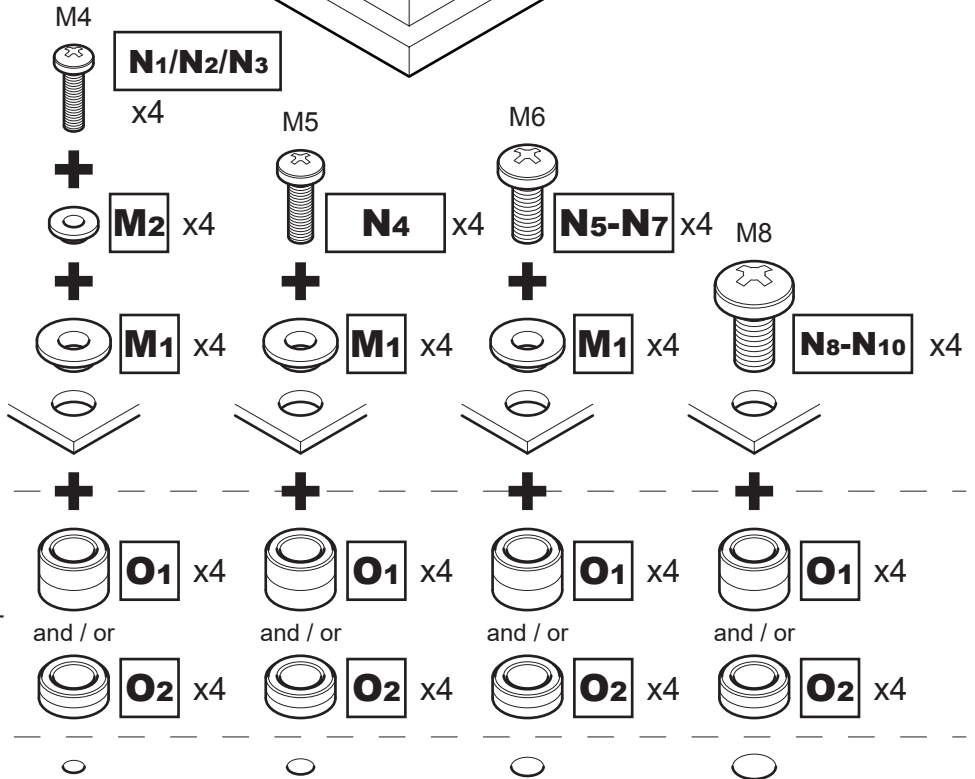 M4
N1/N2/N3
x4
M5
M6
M2 x4
N4 x4
N5-N7 x4
M8
M1 x4
M1 x4
M1 x4
N8-N10 x4
O1 x4
O1 x4
O1 x4
O1 x4
and / or
and / or
and / or
and / or
O2 x4
O2 x4
O2 x4
O2 x4